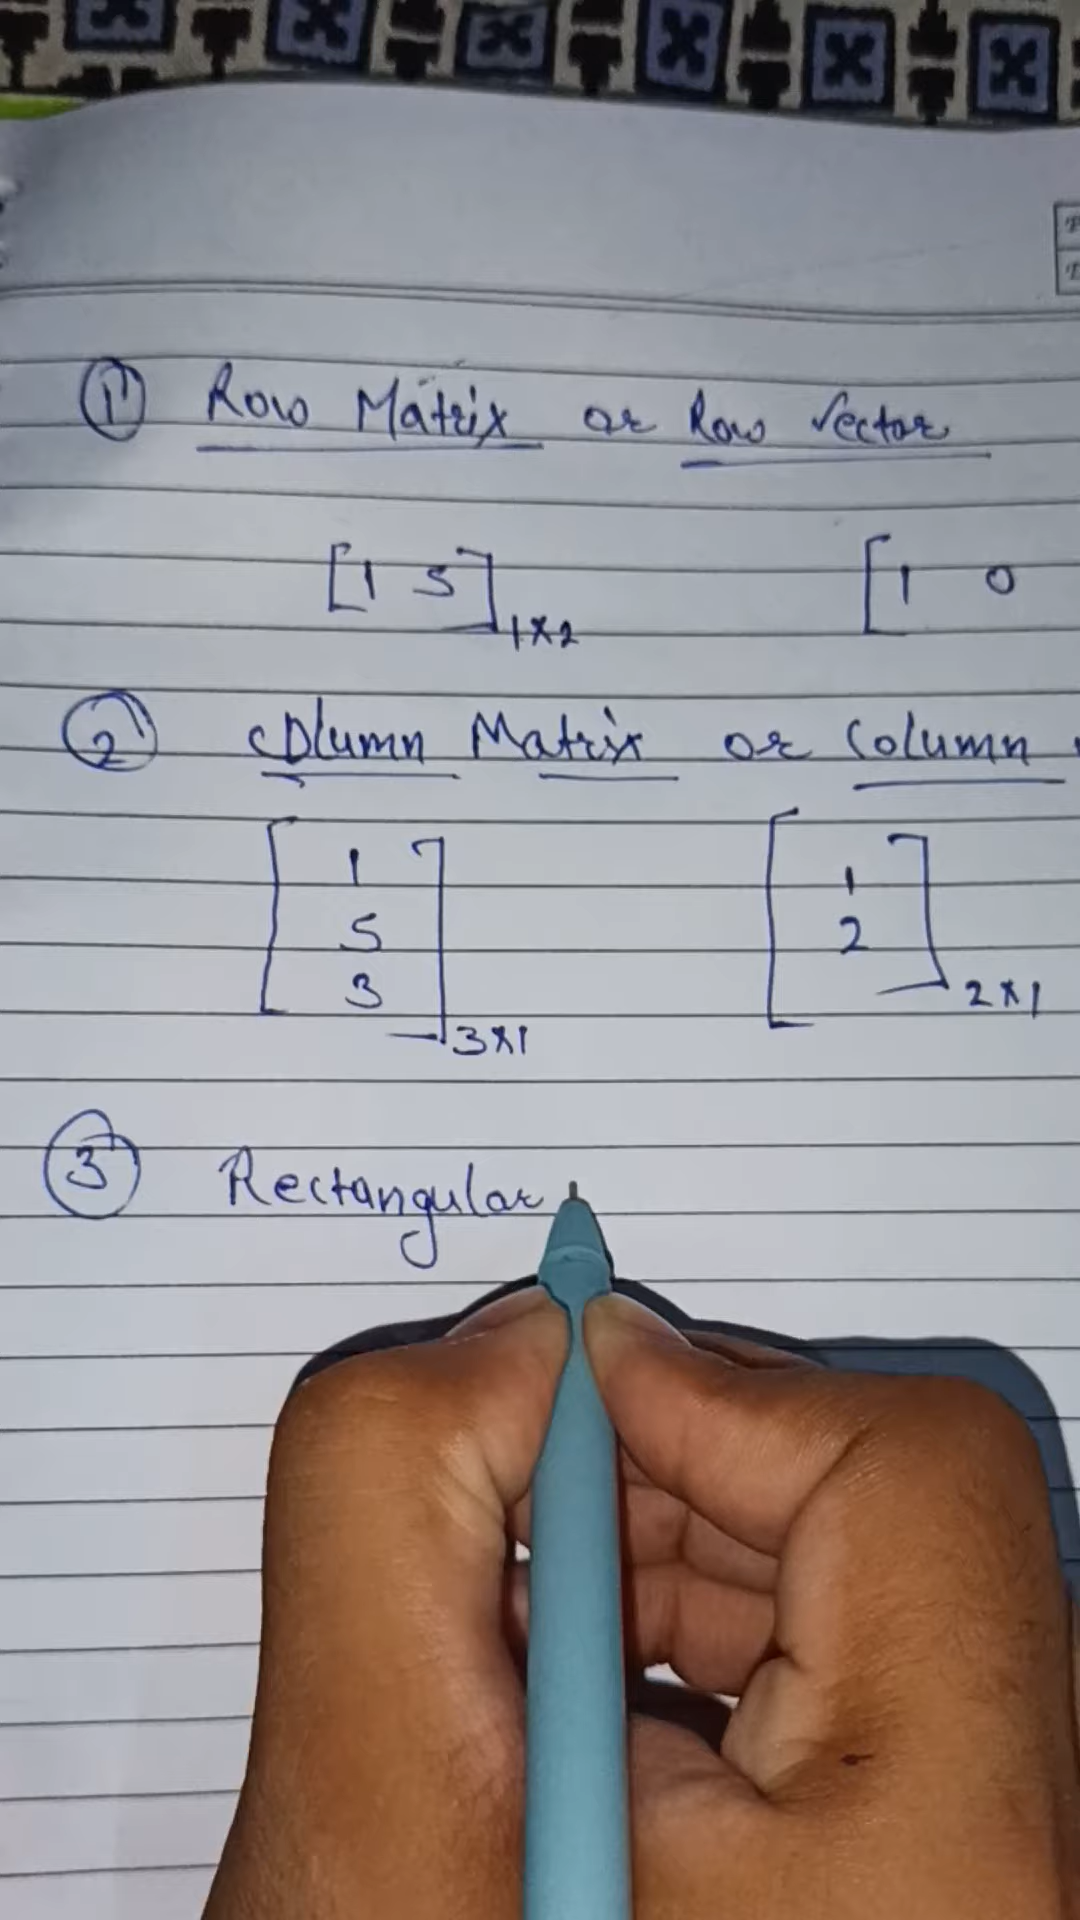 ① Row Matrix or Row Vector
[1 5]1×2 [1 0
② Column Matrix or Column
[1 5 3]3×1 [1 2]2×1
③ Rectangular